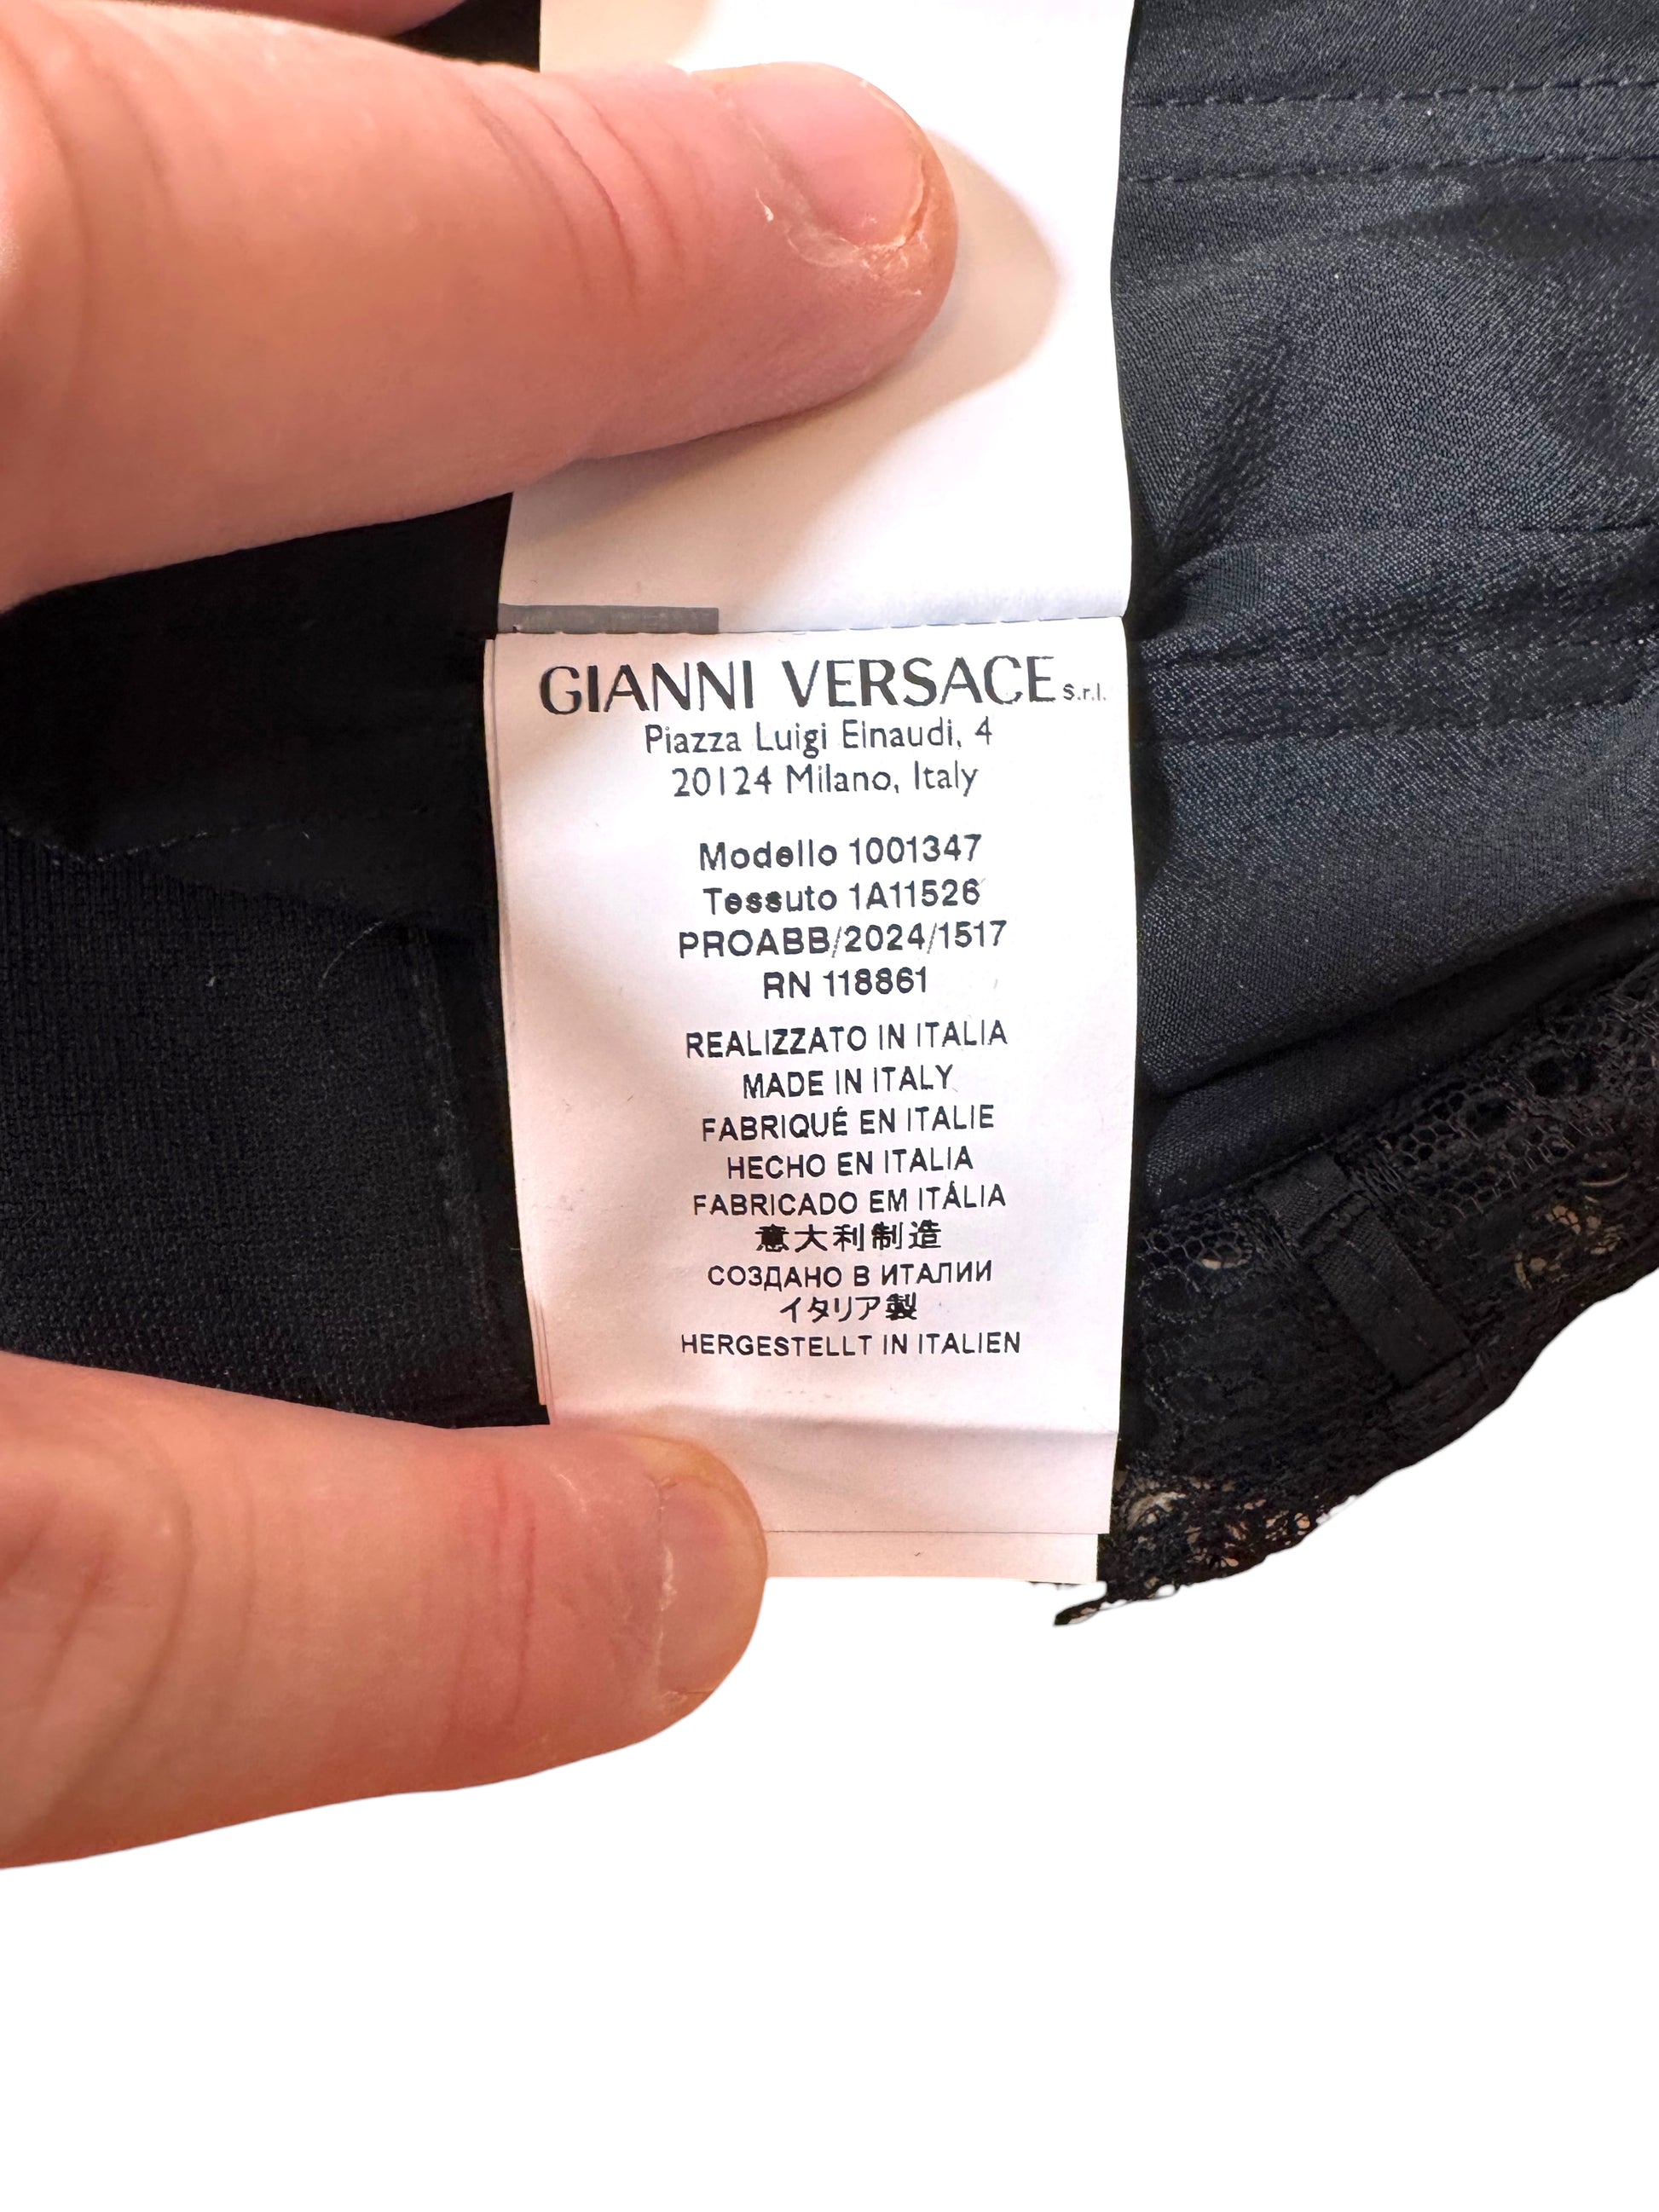 GIANNI VERSACE s.r.l.
Piazza Luigi Einaudi, 4
20124 Milano, Italy
Modello 1001347
Tessuto 1A11526
PROABB/2024/1517
RN 118861
REALIZZATO IN ITALIA
MADE IN ITALY
FABRIQUÉ EN ITALIE
HECHO EN ITALIA
FABRICADO EM ITÁLIA
意大利制造
СОЗДАНО В ИТАЛИИ
イタリア製
HERGESTELLT IN ITALIEN